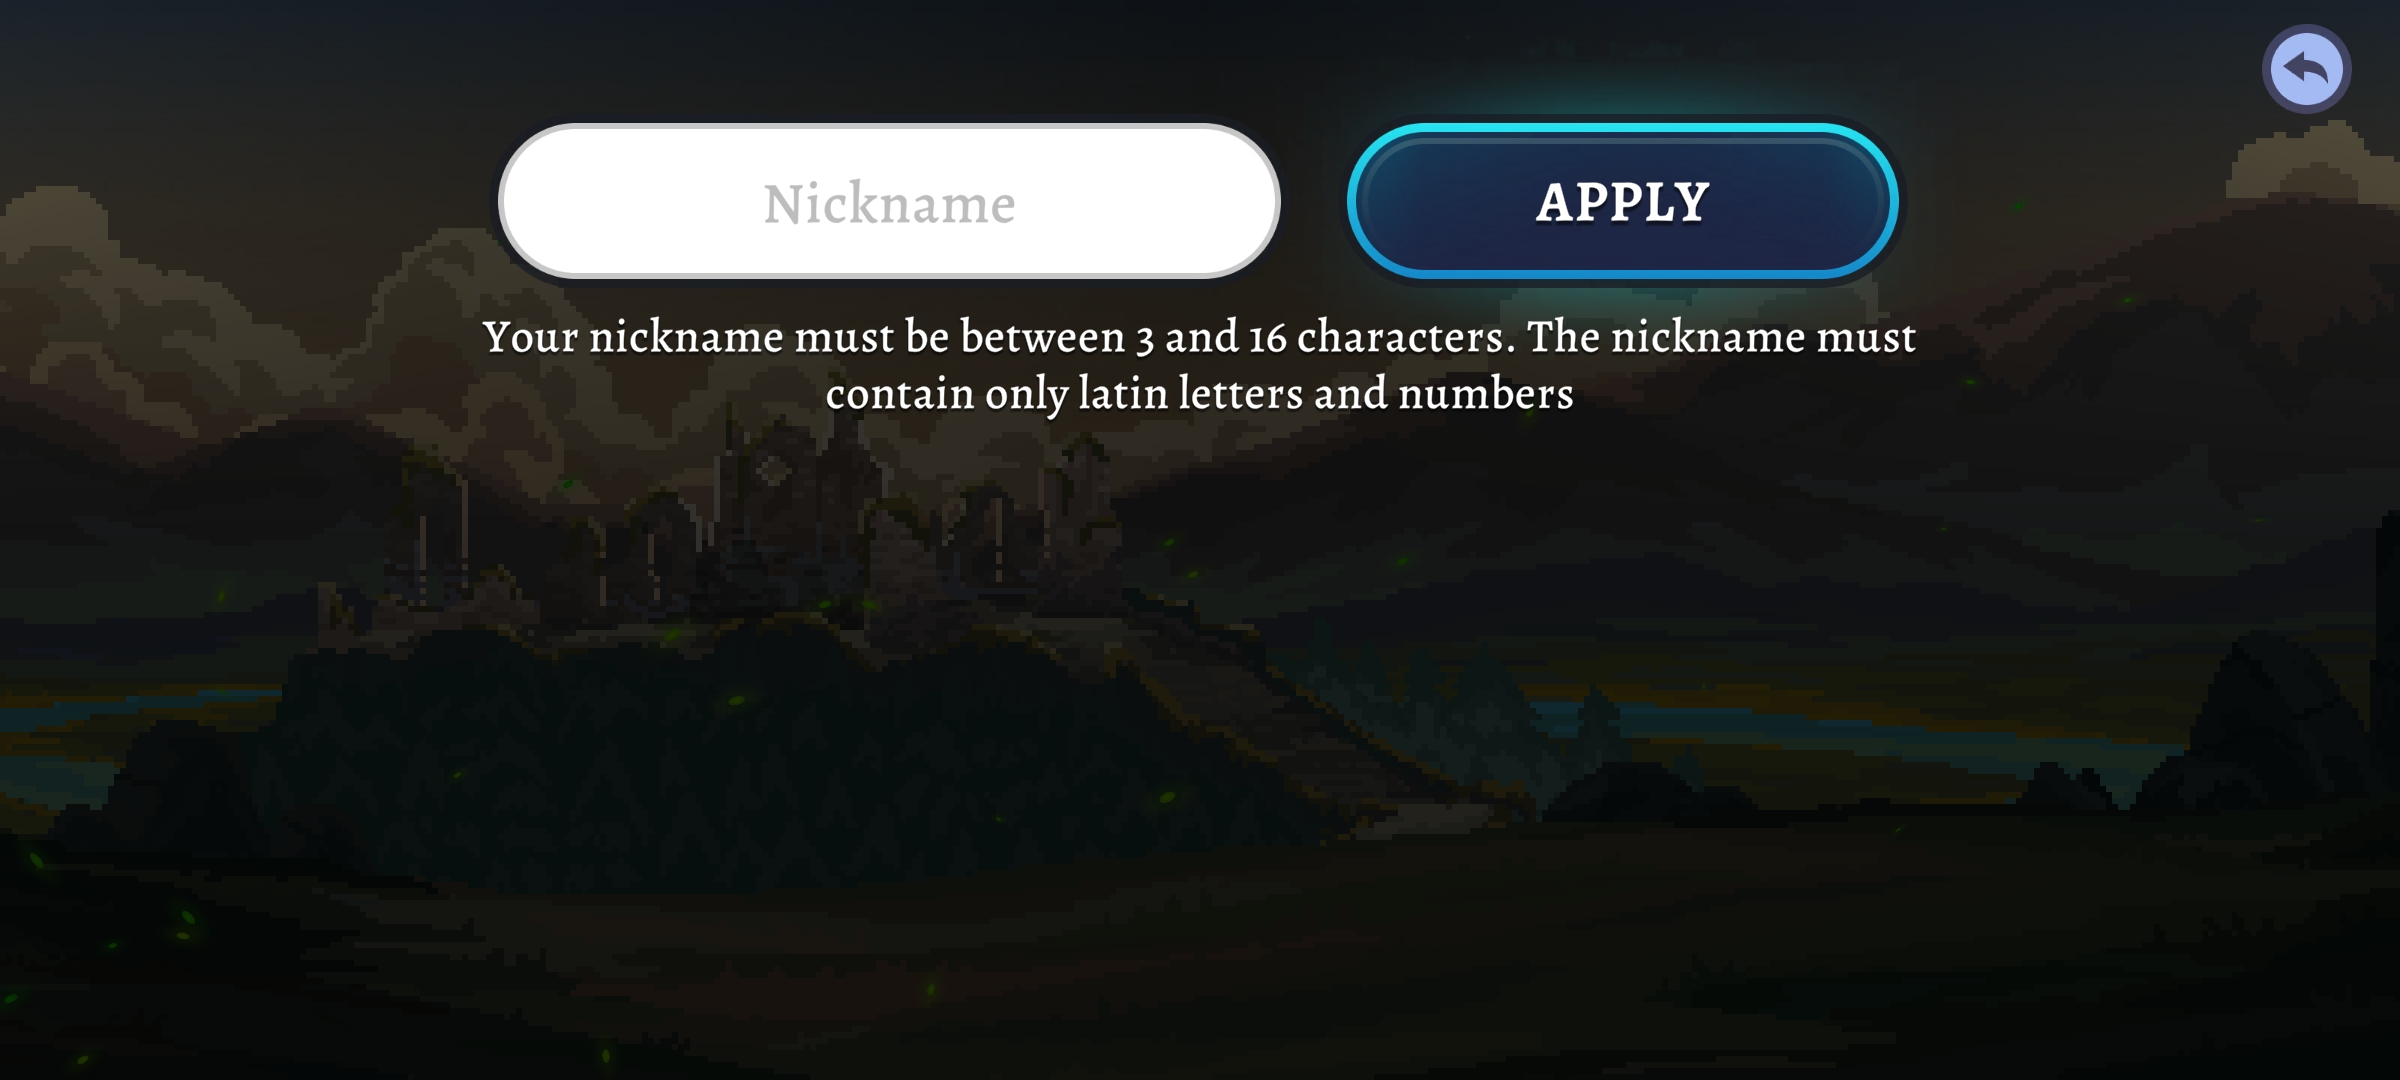 Nickname
APPLY
Your nickname must be between 3 and 16 characters. The nickname must
contain only latin letters and numbers